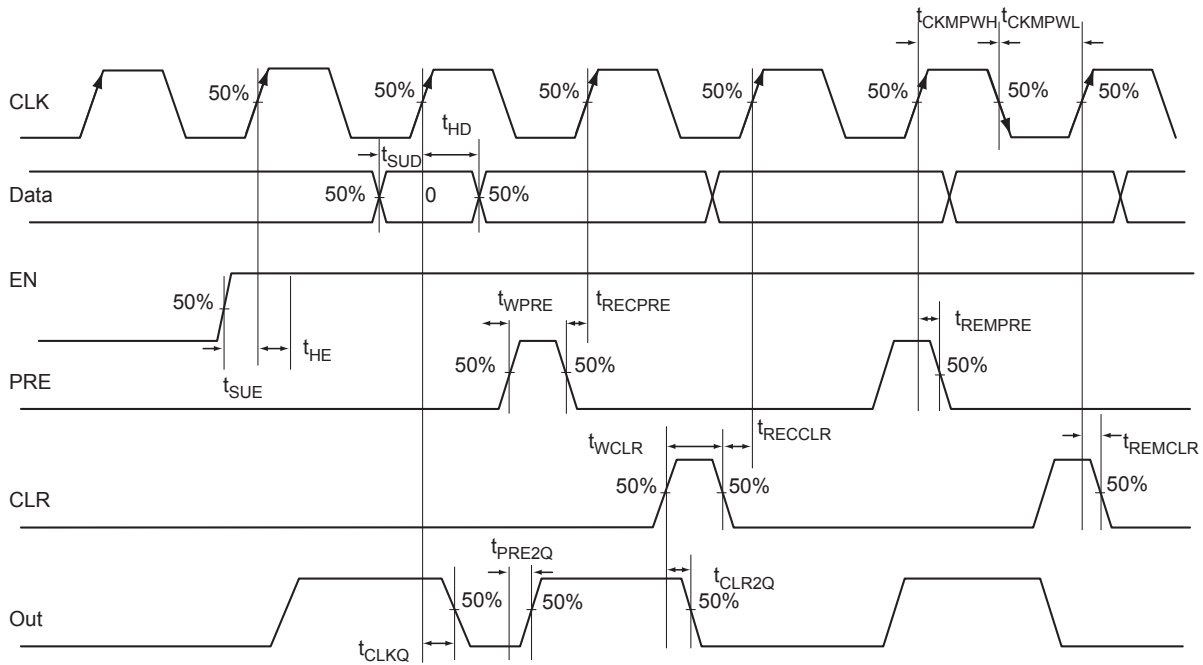 tCKMPWH tCKMPWL
CLK 50% 50% 50% 50% 50% 50% 50%
tSUD tHD
Data 50% 0 50%
EN
50% tWPRE tRECPRE tREMPRE
tSUE tHE
PRE 50% 50% 50%
tWCLR tRECCLR tREMCLR
CLR 50% 50% 50%
tPRE2Q tCLR2Q
Out 50% 50% 50%
tCLKQ